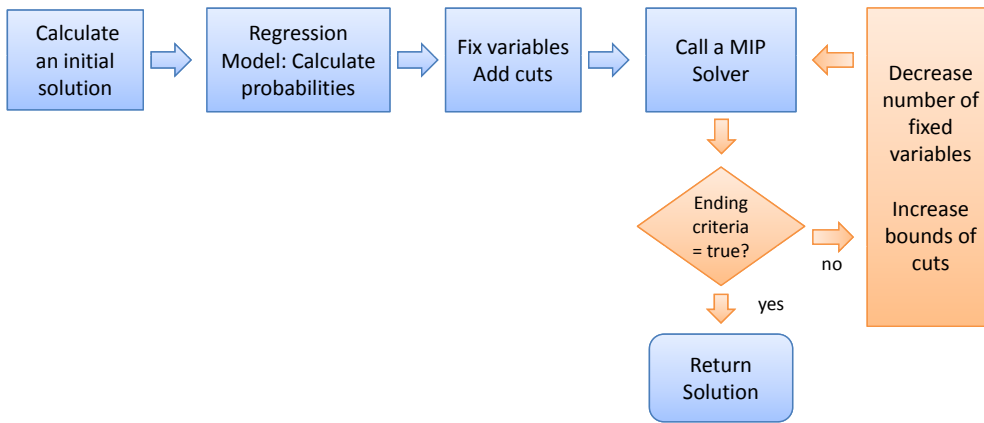 Calculate
an initial
solution
Regression
Model: Calculate
probabilities
Fix variables
Add cuts
Call a MIP
Solver
Decrease
number of
fixed
variables
Increase
bounds of
cuts
Ending
criteria
= true?
no
yes
Return
Solution